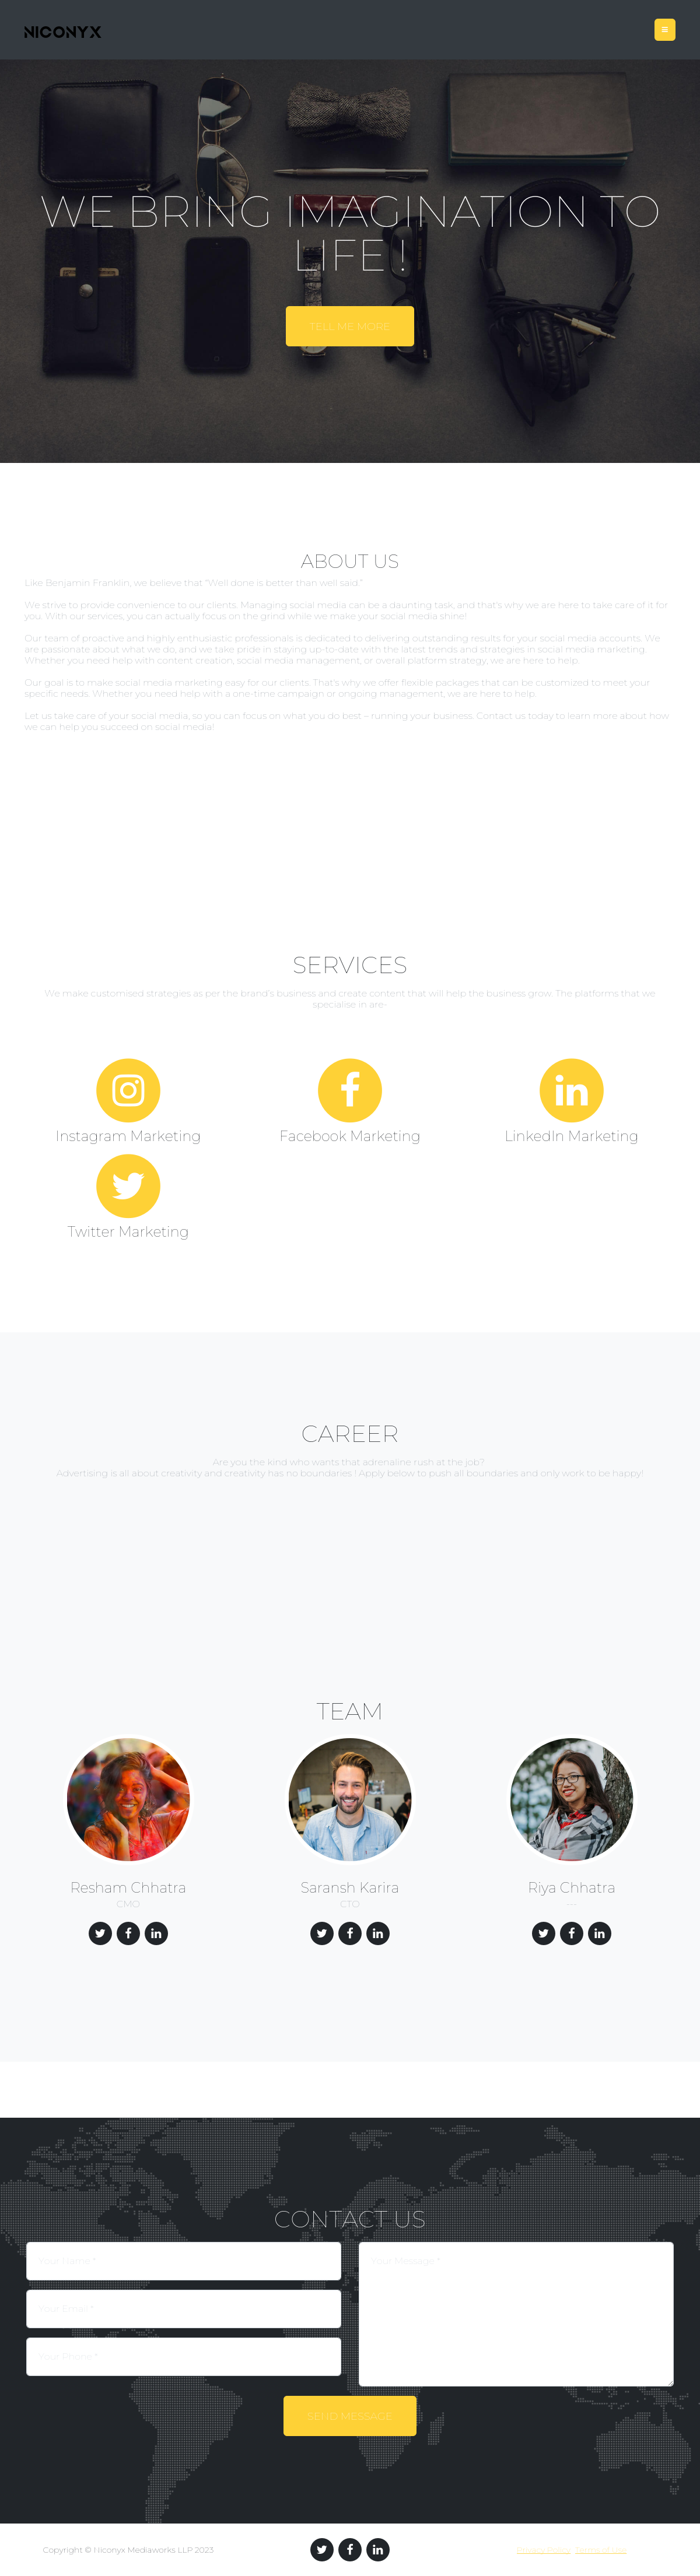 NICONYX
WE BRING IMAGINATION TO
LIFE !
TELL ME MORE
ABOUT US
Like Benjamin Franklin, we believe that "Well done is better than well said."
We strive to provide convenience to our clients. Managing social media can be a daunting task, and that's why we are here to take care of it for
you. With our services, you can actually focus on the grind while we make your social media shine!
Our team of proactive and highly enthusiastic professionals is dedicated to delivering outstanding results for your social media accounts. We
are passionate about what we do, and we take pride in staying up-to-date with the latest trends and strategies in social media marketing.
Whether you need help with content creation, social media management, or overall platform strategy, we are here to help.
Our goal is to make social media marketing easy for our clients. That's why we offer flexible packages that can be customized to meet your
specific needs. Whether you need help with a one-time campaign or ongoing management, we are here to help.
Let us take care of your social media, so you can focus on what you do best – running your business. Contact us today to learn more about how
we can help you succeed on social media!
SERVICES
We make customised strategies as per the brand's business and create content that will help the business grow. The platforms that we
specialise in are-
Instagram Marketing
Facebook Marketing
LinkedIn Marketing
Twitter Marketing
CAREER
Are you the kind who wants that adrenaline rush at the job?
Advertising is all about creativity and creativity has no boundaries ! Apply below to push all boundaries and only work to be happy!
TEAM
Resham Chhatra
CMO
Saransh Karira
CTO
Riya Chhatra
---
CONTACT US
Your Name *
Your Email *
Your Phone *
Your Message *
SEND MESSAGE
Copyright © Niconyx Mediaworks LLP 2023
Privacy Policy Terms of Use